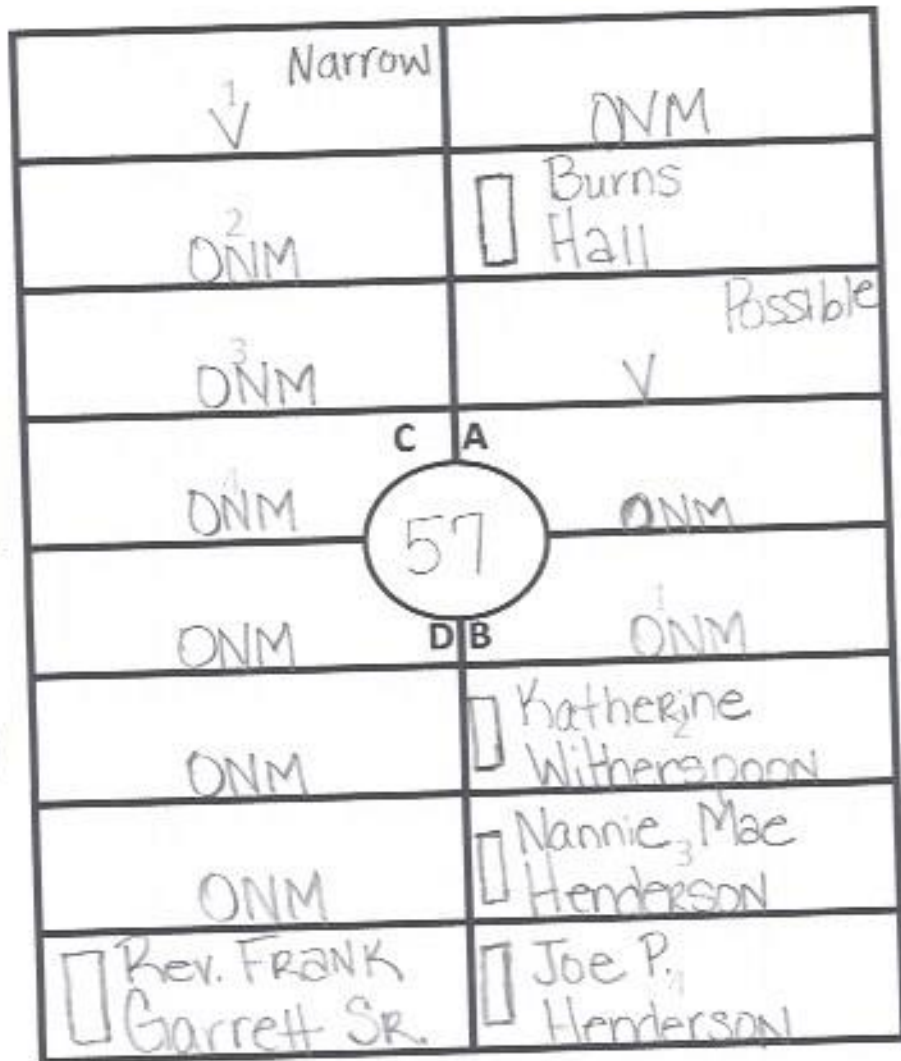 Narrow
1
V
ONM
2
ONM
Burns
Hall
3
ONM
Possible
V
C A
4
ONM
ONM
57
D B
ONM
1
ONM
ONM
Katherine
2
Witherspoon
ONM
Nannie Mae
3
Henderson
Rev. FRANK
Garrett SR.
Joe P.
4
Henderson